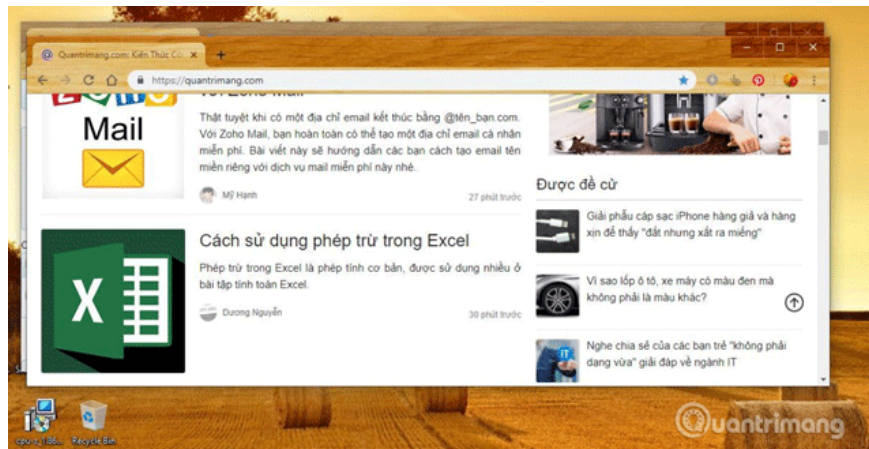 Quantrimang.com: Kiến Thức Cô
https://quantrimang.com
Mail
với Zoho Mail
Thật tuyệt khi có một địa chỉ email kết thúc bằng @tên_bạn.com.
Với Zoho Mail, bạn hoàn toàn có thể tạo một địa chỉ email cá nhân
miễn phí. Bài viết này sẽ hướng dẫn các bạn cách tạo email tên
miền riêng với dịch vụ mail miễn phí này nhé.
Mỹ Hạnh
27 phút trước
Cách sử dụng phép trừ trong Excel
Phép trừ trong Excel là phép tính cơ bản, được sử dụng nhiều ở
bài tập tính toán Excel.
Dương Nguyễn
30 phút trước
X
Được đề cử
Giải phẫu cáp sạc iPhone hàng giả và hàng
xịn để thấy "đắt nhưng xắt ra miếng"
Vì sao lốp ô tô, xe máy có màu đen mà
không phải là màu khác?
Nghe chia sẻ của các bạn trẻ "không phải
dạng vừa" giải đáp về ngành IT
IT
Recycle Bin
Quantrimang